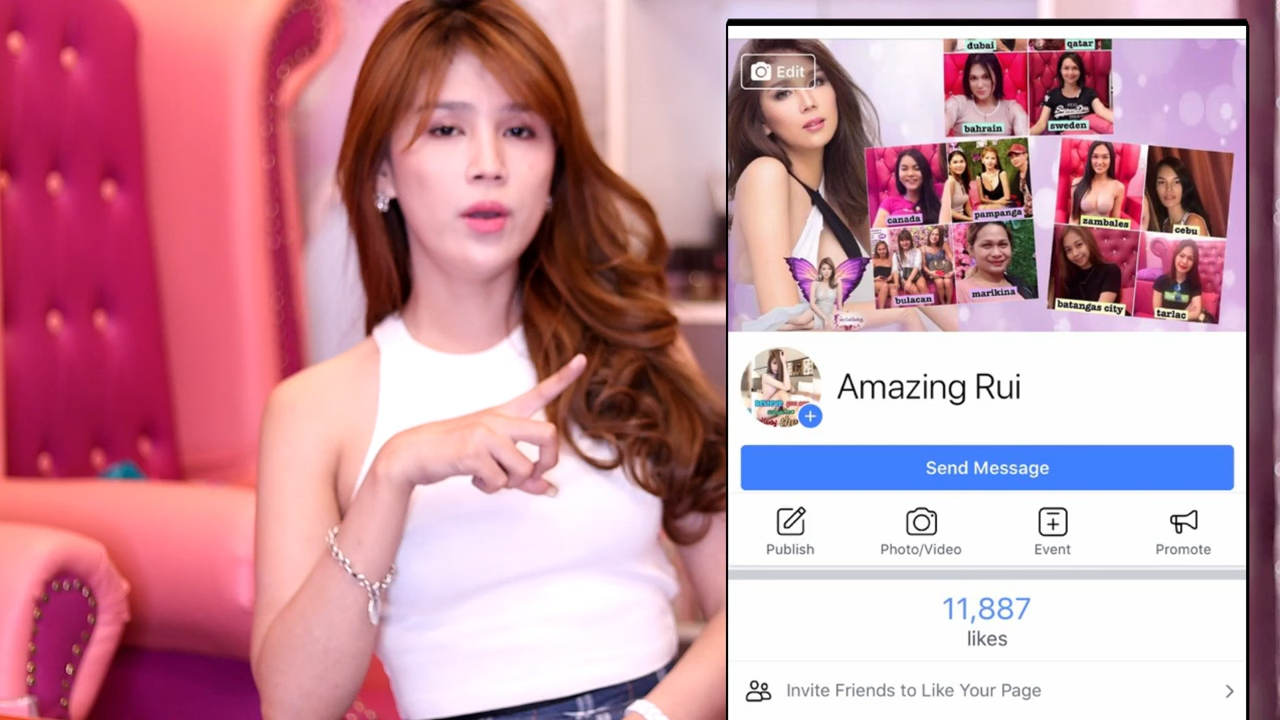 Edit
dubai
qatar
bahrain
sweden
canada
pampanga
zambales
cebu
bulacan
marikina
batangas city
tarlac
Amazing Rui
Send Message
Publish
Photo/Video
Event
Promote
11,887
likes
Invite Friends to Like Your Page